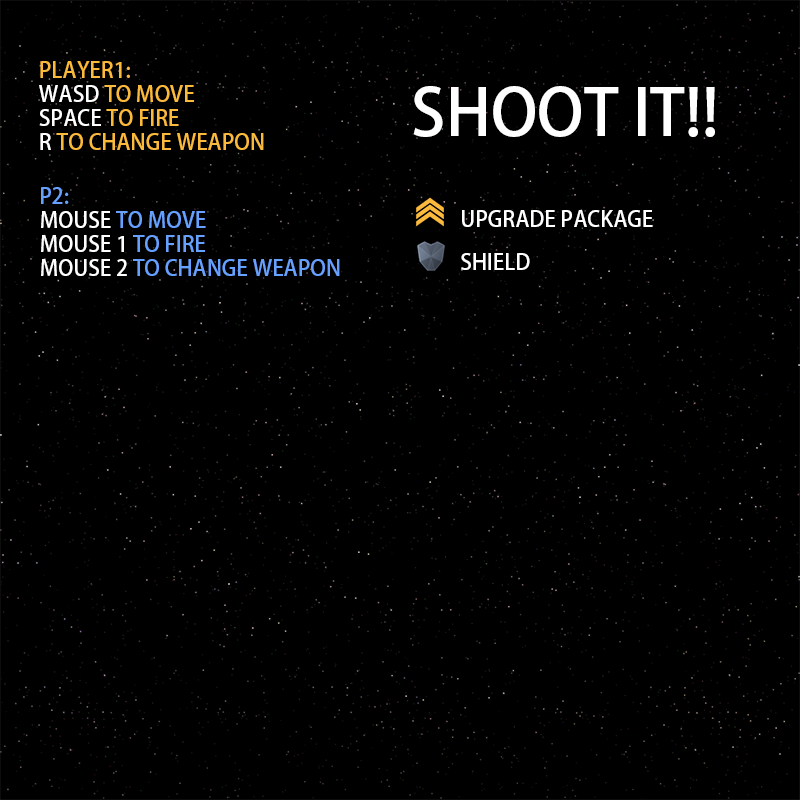 PLAYER1:
WASD TO MOVE
SPACE TO FIRE
R TO CHANGE WEAPON
P2:
MOUSE TO MOVE
MOUSE 1 TO FIRE
MOUSE 2 TO CHANGE WEAPON
SHOOT IT!!
UPGRADE PACKAGE
SHIELD